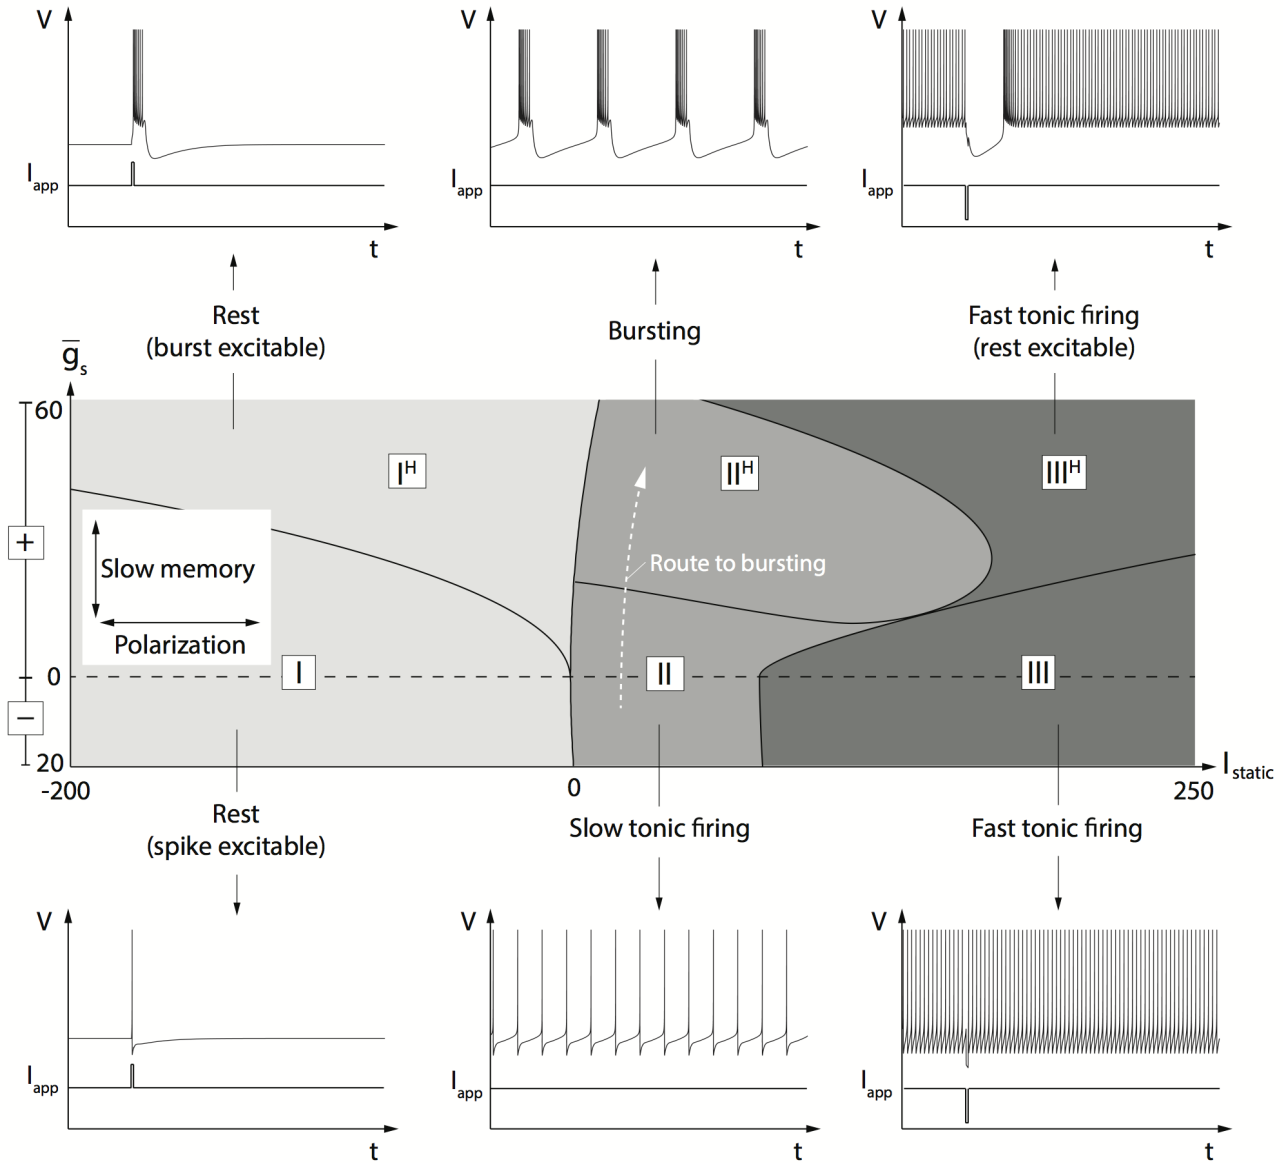 V
I app
t
V
I app
t
V
I app
t
Rest
(burst excitable)
Bursting
Fast tonic firing
(rest excitable)
g̅s
60
+
0
−
20
I^H
II^H
III^H
Slow memory
Polarization
Route to bursting
I
II
III
-200
0
250
I static
Rest
(spike excitable)
Slow tonic firing
Fast tonic firing
V
I app
t
V
I app
t
V
I app
t